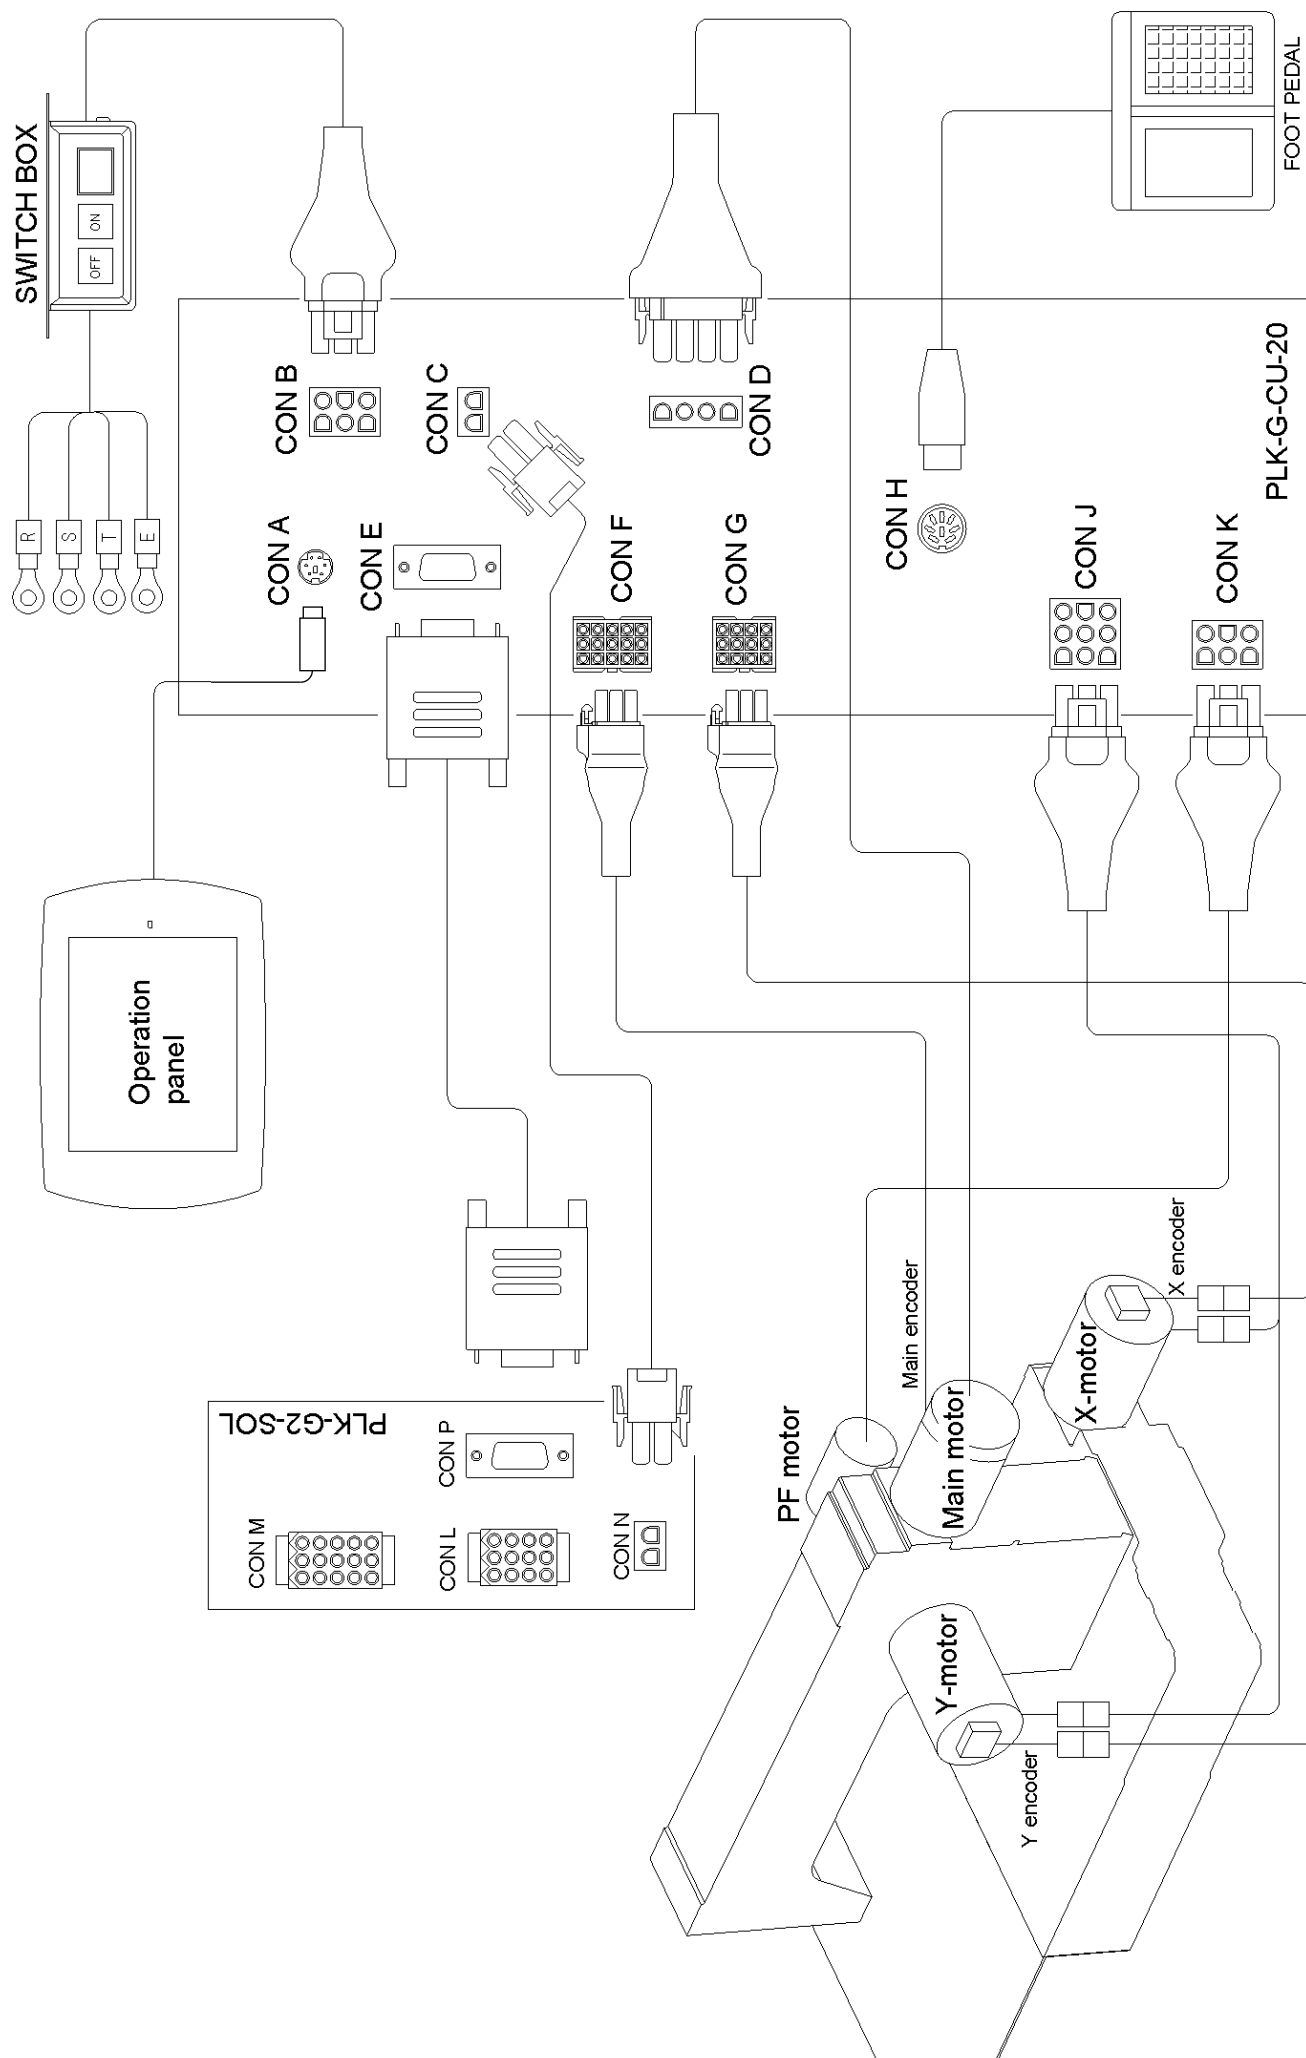 SWITCH BOX
OFF
ON
R
S
T
E
CON A
CON B
CON C
CON D
CON E
CON F
CON G
CON H
CON J
CON K
PLK-G-CU-20
FOOT PEDAL
Operation
panel
PLK-G2-SOL
CON M
CON L
CON P
CON N
PF motor
Main encoder
Main motor
X-motor
X encoder
Y-motor
Y encoder